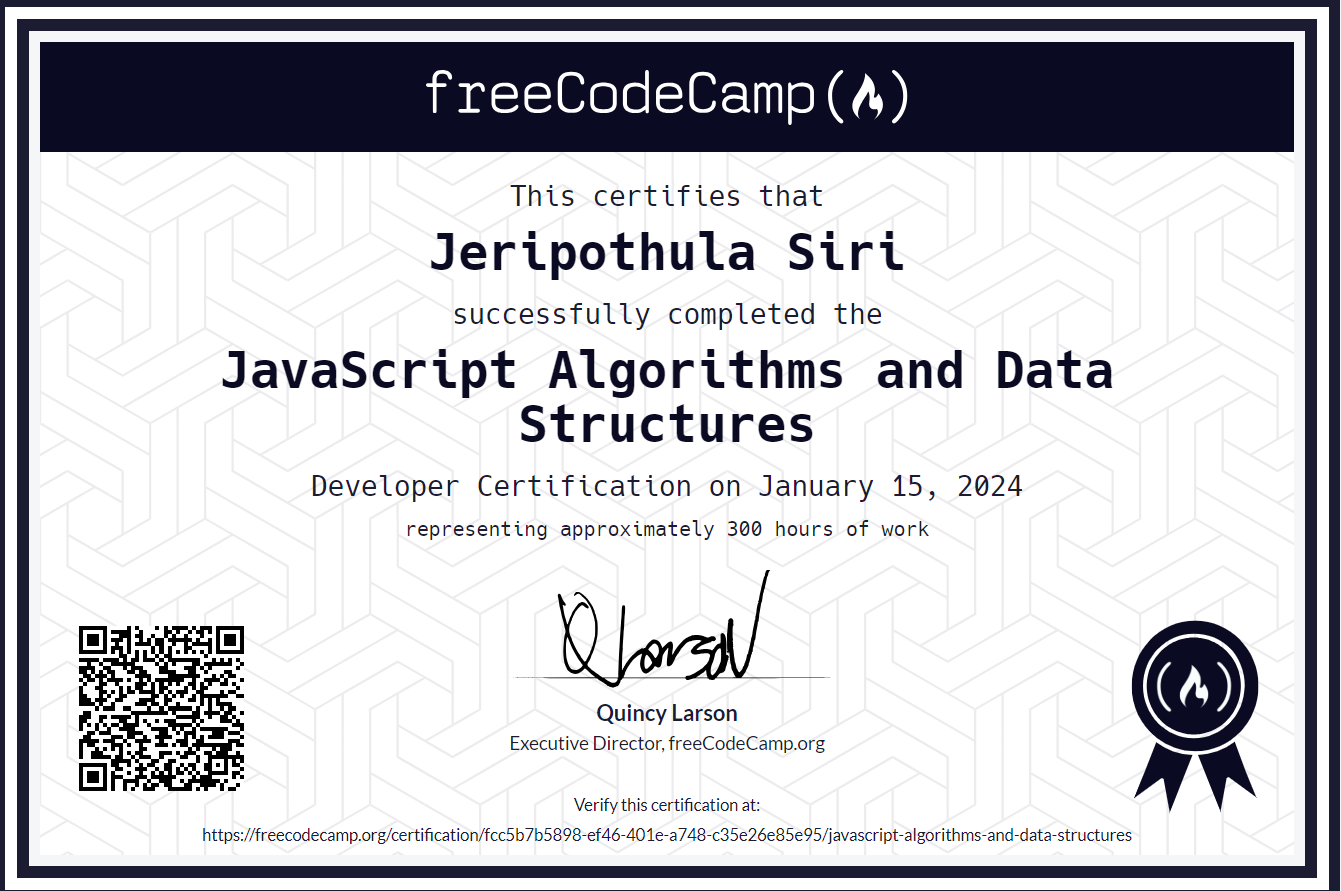 freeCodeCamp
This certifies that
Jeripothula Siri
successfully completed the
JavaScript Algorithms and Data
Structures
Developer Certification on January 15, 2024
representing approximately 300 hours of work
Quincy Larson
Executive Director, freeCodeCamp.org
Verify this certification at:
https://freecodecamp.org/certification/fcc5b7b5898-ef46-401e-a748-c35e26e85e95/javascript-algorithms-and-data-structures